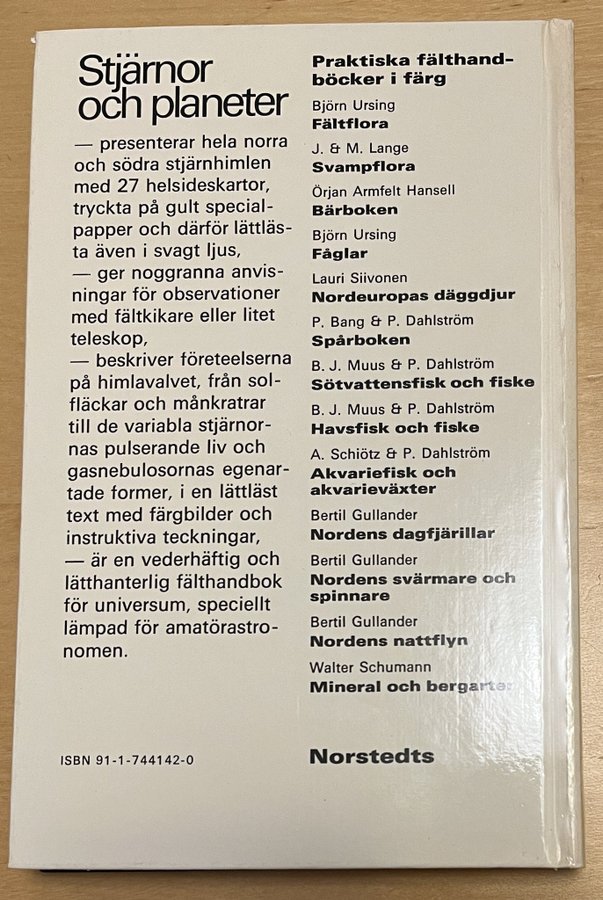 Stjärnor
och planeter
— presenterar hela norra
och södra stjärnhimlen
med 27 helsideskartor,
tryckta på gult special-
papper och därför lättläs-
ta även i svagt ljus,
— ger noggranna anvis-
ningar för observationer
med fältkikare eller litet
teleskop,
— beskriver företeelserna
på himlavalvet, från sol-
fläckar och månkratrar
till de variabla stjärnor-
nas pulserande liv och
gasnebulosornas egenar-
tade former, i en lättläst
text med färgbilder och
instruktiva teckningar,
— är en vederhäftig och
lätthanterlig fälthandbok
för universum, speciellt
lämpad för amatörastro-
nomen.
ISBN 91-1-744142-0
Praktiska fälthand-
böcker i färg
Björn Ursing
Fältflora
J. & M. Lange
Svampflora
Örjan Armfelt Hansell
Bärboken
Björn Ursing
Fåglar
Lauri Siivonen
Nordeuropas däggdjur
P. Bang & P. Dahlström
Spårboken
B. J. Muus & P. Dahlström
Sötvattensfisk och fiske
B. J. Muus & P. Dahlström
Havsfisk och fiske
A. Schiötz & P. Dahlström
Akvariefisk och
akvarieväxter
Bertil Gullander
Nordens dagfjärillar
Bertil Gullander
Nordens svärmare och
spinnare
Bertil Gullander
Nordens nattflyn
Walter Schumann
Mineral och bergarter
Norstedts